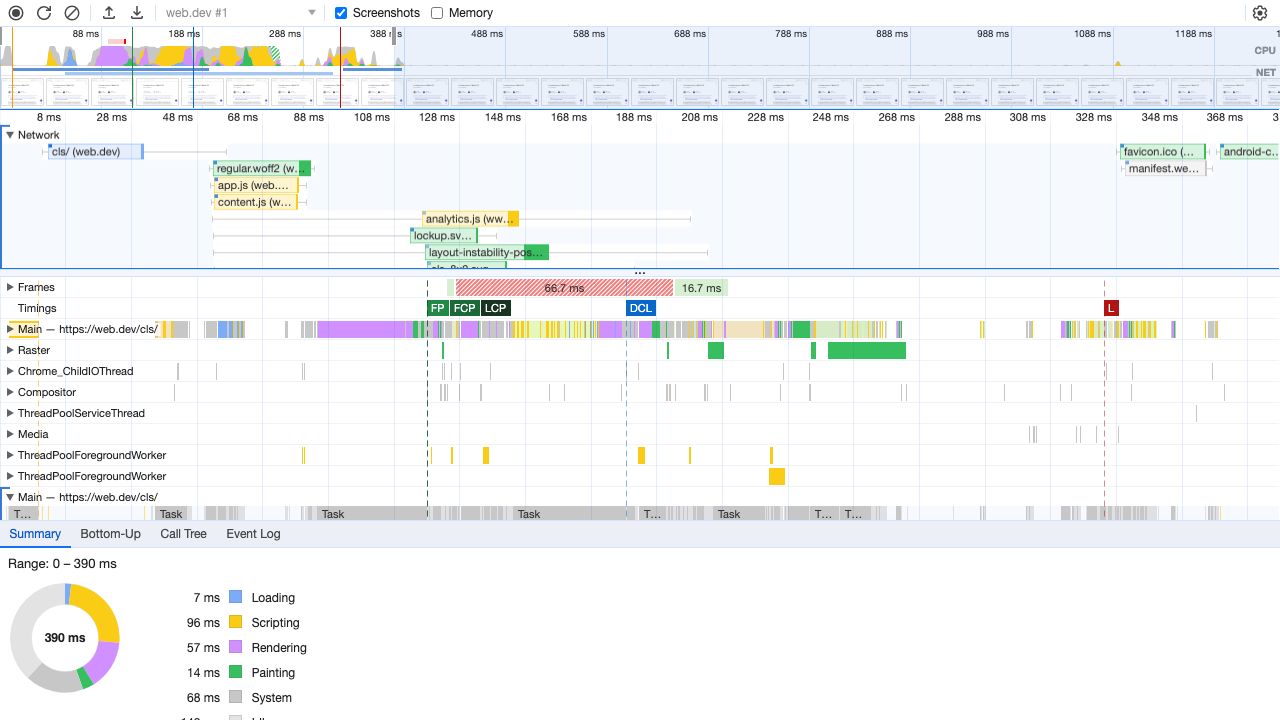 web.dev #1 Screenshots Memory
88 ms 188 ms 288 ms 388 ms 488 ms 588 ms 688 ms 788 ms 888 ms 988 ms 1088 ms 1188 ms
CPU
NET
8 ms 28 ms 48 ms 68 ms 88 ms 108 ms 128 ms 148 ms 168 ms 188 ms 208 ms 228 ms 248 ms 268 ms 288 ms 308 ms 328 ms 348 ms 368 ms 3
Network
cls/ (web.dev) favicon.ico (… android-c…
regular.woff2 (w… manifest.we…
app.js (web.…
content.js (w…
analytics.js (ww…
lockup.sv…
layout-instability-pos…
...
Frames 66.7 ms 16.7 ms
Timings FP FCP LCP DCL L
Main — https://web.dev/cls/
Raster
Chrome_ChildIOThread
Compositor
ThreadPoolServiceThread
Media
ThreadPoolForegroundWorker
ThreadPoolForegroundWorker
Main — https://web.dev/cls/
T… Task Task Task T… Task T… T…
Summary Bottom-Up Call Tree Event Log
Range: 0 – 390 ms
390 ms
7 ms Loading
96 ms Scripting
57 ms Rendering
14 ms Painting
68 ms System